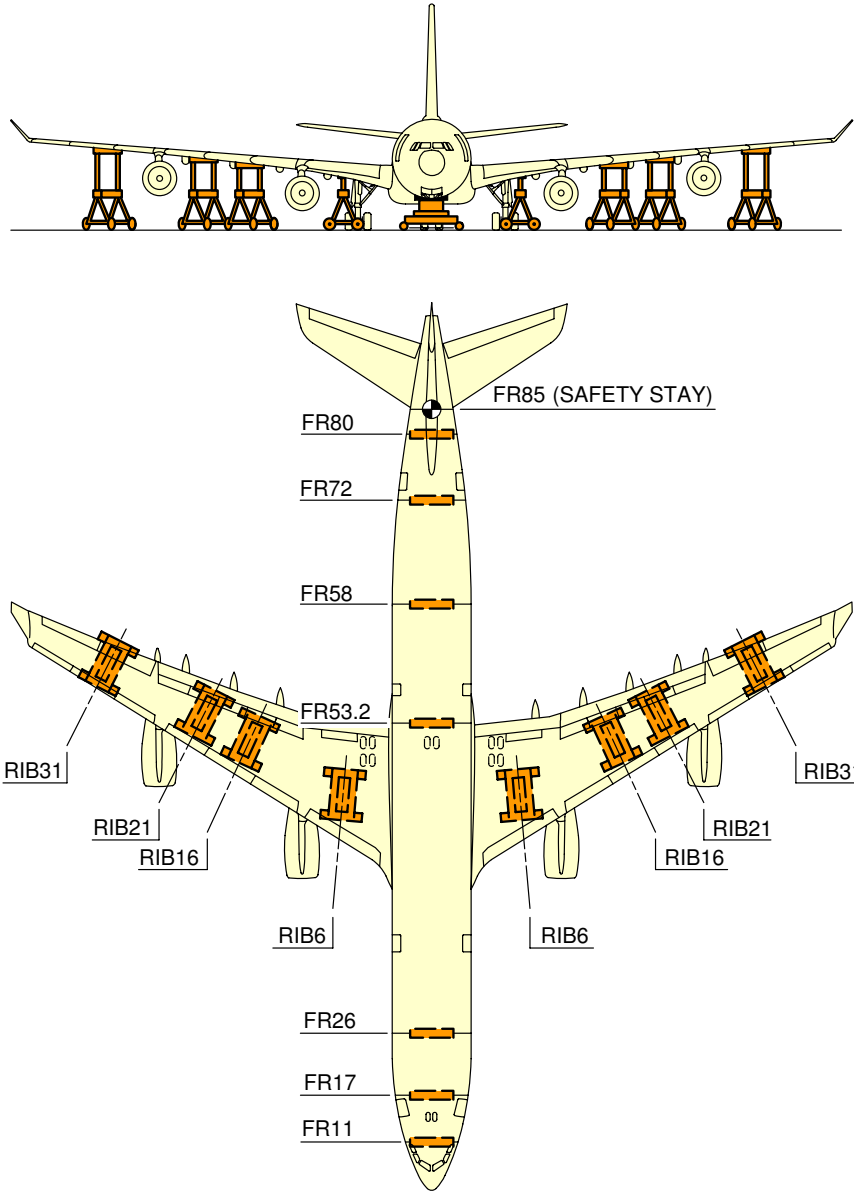 FR85 (SAFETY STAY)
FR80
FR72
FR58
FR53.2
RIB31
RIB31
RIB21
RIB21
RIB16
RIB16
RIB6
RIB6
FR26
FR17
FR11